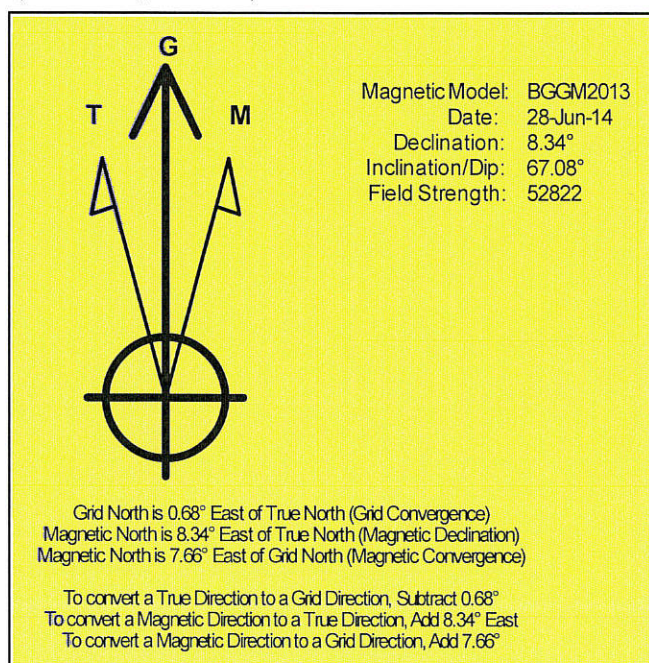 G
T
M
Magnetic Model: BGGM2013
Date: 28-Jun-14
Declination: 8.34°
Inclination/Dip: 67.08°
Field Strength: 52822
Grid North is 0.68° East of True North (Grid Convergence)
Magnetic North is 8.34° East of True North (Magnetic Declination)
Magnetic North is 7.66° East of Grid North (Magnetic Convergence)
To convert a True Direction to a Grid Direction, Subtract 0.68°
To convert a Magnetic Direction to a True Direction, Add 8.34° East
To convert a Magnetic Direction to a Grid Direction, Add 7.66°